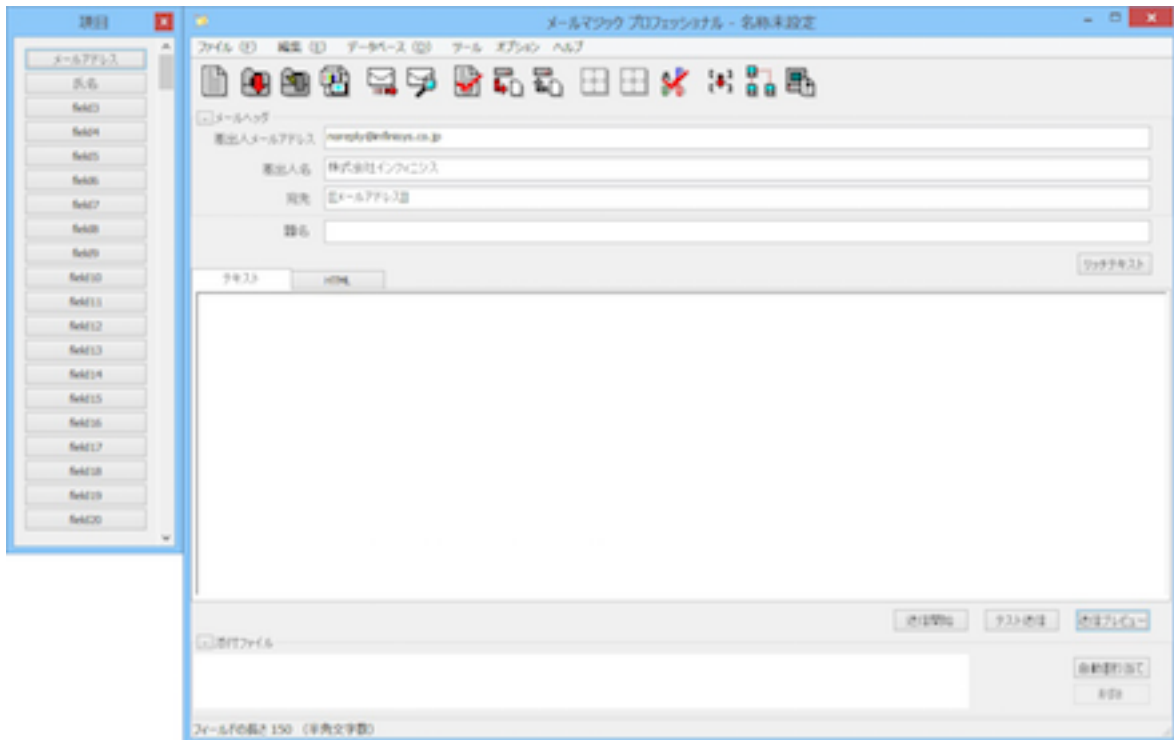 項目
メールアドレス
氏名
field3
field4
field5
field6
field7
field8
field9
field10
field11
field12
field13
field14
field15
field16
field17
field18
field19
field20
メールマジック プロフェッショナル - 名称未設定
ファイル (F) 編集 (E) データベース (D) ツール オプション ヘルプ
メールヘッダ
差出人メールアドレス noreply@infinisys.co.jp
差出人名 株式会社インフィニシス
宛先 メールアドレス
題名
リッチテキスト
テキスト HTML
送信開始 テスト送信 送信プレビュー
添付ファイル
自動割り当て
削除
フィールドの長さ 150 (半角文字数)